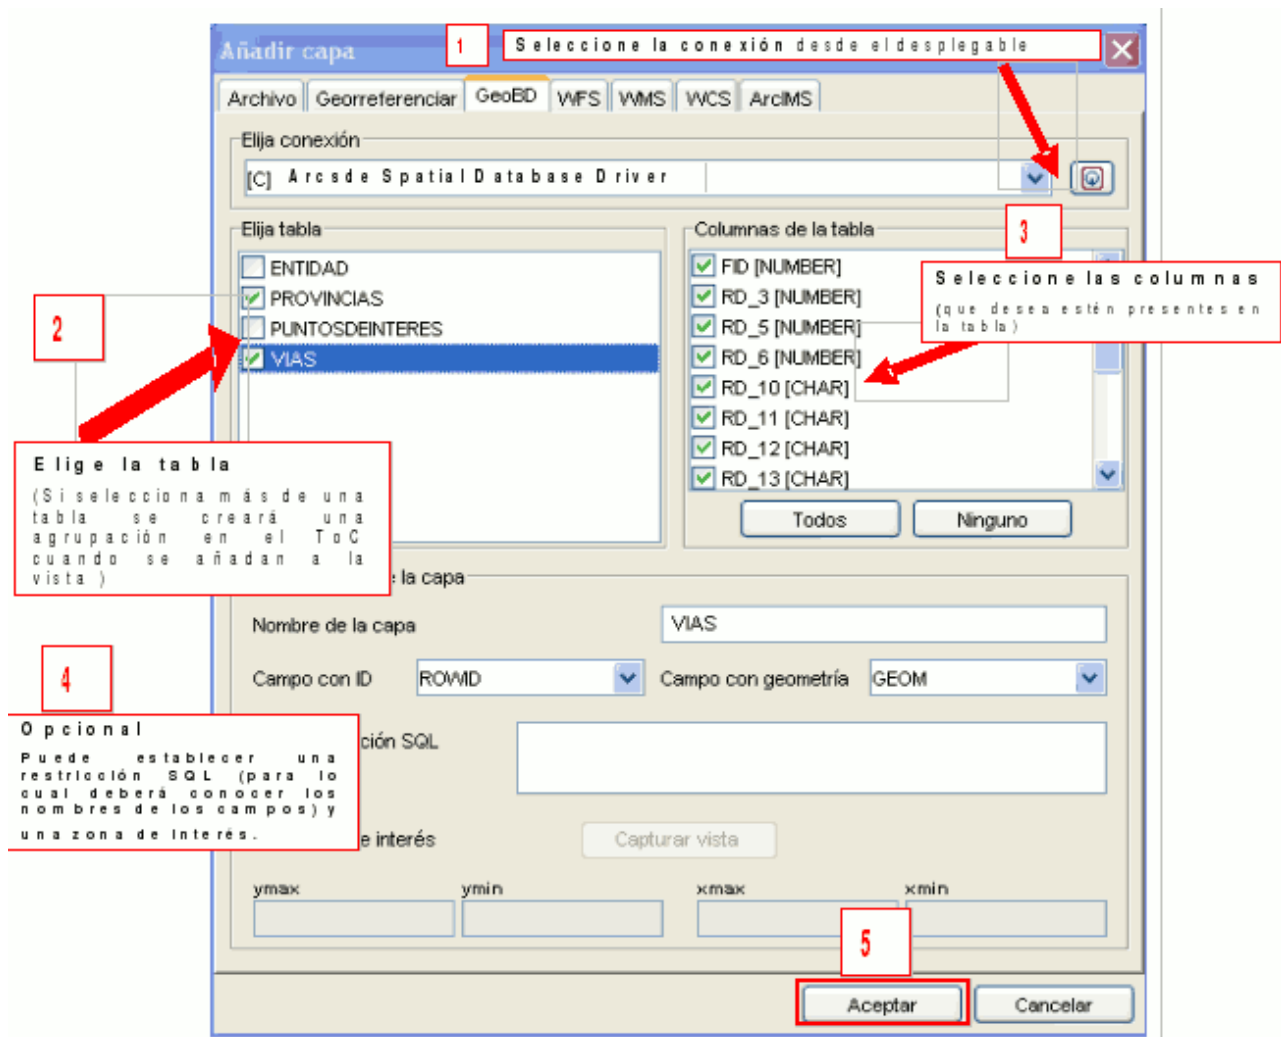 Añadir capa
1
Seleccione la conexión desde el desplegable
Archivo Georreferenciar GeoBD WFS WMS WCS ArcIMS
Elija conexión
[C] Arcsde Spatial Database Driver
Elija tabla
ENTIDAD
PROVINCIAS
PUNTOSDEINTERES
VIAS
2
Elige la tabla
(Si selecciona más de una
tabla se creará una
agrupación en el ToC
cuando se añadan a la
vista)
Columnas de la tabla
3
Seleccione las columnas
(que desea estén presentes en
la tabla)
FID [NUMBER]
RD_3 [NUMBER]
RD_5 [NUMBER]
RD_6 [NUMBER]
RD_10 [CHAR]
RD_11 [CHAR]
RD_12 [CHAR]
RD_13 [CHAR]
Todos Ninguno
la capa
Nombre de la capa VIAS
Campo con ID ROWID Campo con geometría GEOM
4
Opcional
Puede establecer una
restricción SQL (para lo
cual deberá conocer los
nombres de los campos) y
una zona de interés.
ción SQL
e interés Capturar vista
ymax ymin xmax xmin
5
Aceptar Cancelar